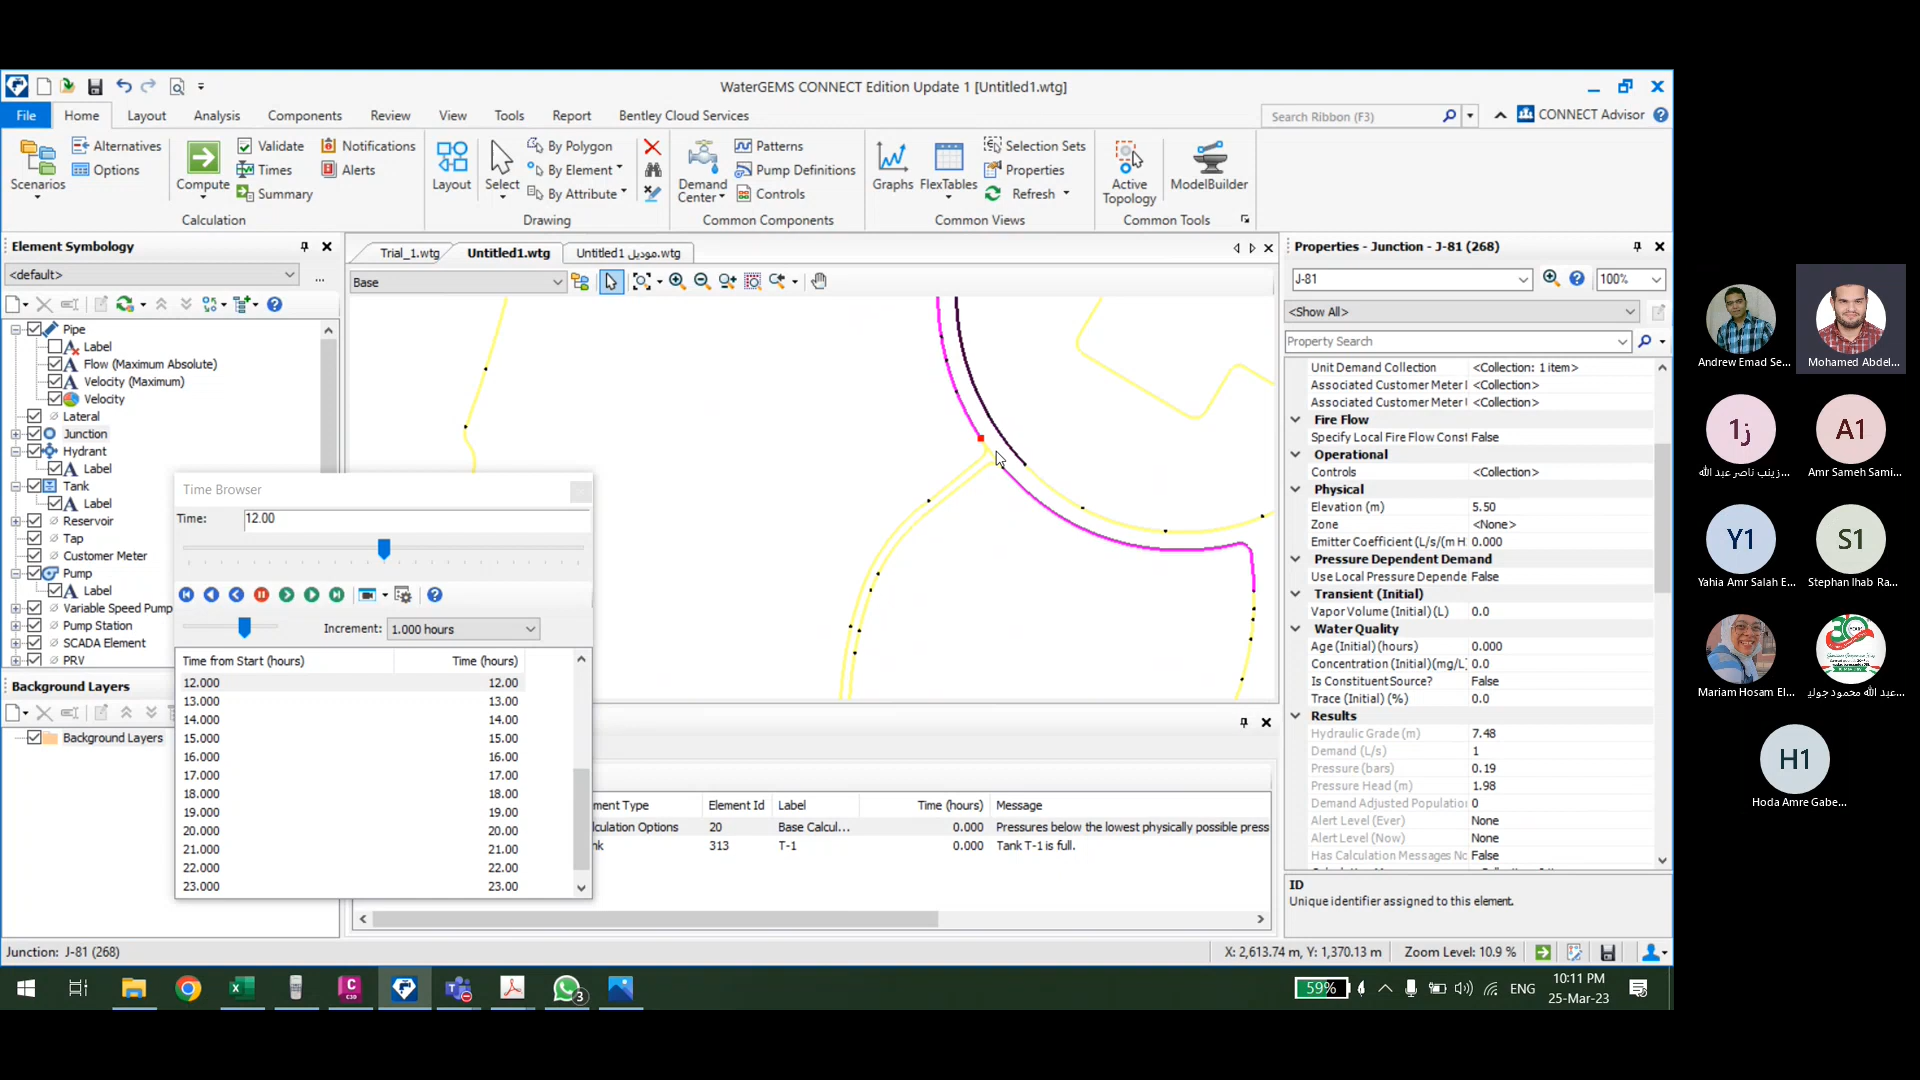 WaterGEMS CONNECT Edition Update 1 [Untitled1.wtg]
File Home Layout Analysis Components Review View Tools Report Bentley Cloud Services
Search Ribbon (F3)
CONNECT Advisor
Scenarios
Alternatives
Options
Compute
Validate
Times
Summary
Notifications
Alerts
Calculation
Layout
Select
By Polygon
By Element
By Attribute
Drawing
Demand Center
Patterns
Pump Definitions
Controls
Common Components
Graphs
FlexTables
Selection Sets
Properties
Refresh
Common Views
Active Topology
ModelBuilder
Common Tools
Element Symbology
<default>
...
Pipe
Label
Flow (Maximum Absolute)
Velocity (Maximum)
Velocity
Lateral
Junction
Hydrant
Label
Tank
Label
Reservoir
Tap
Customer Meter
Pump
Label
Variable Speed Pump
Pump Station
SCADA Element
PRV
Background Layers
Background Layers
Trial_1.wtg
Untitled1.wtg
Untitled1 موديل.wtg
Base
Time Browser
Time: 12.00
Increment: 1.000 hours
Time from Start (hours) Time (hours)
12.000 12.00
13.000 13.00
14.000 14.00
15.000 15.00
16.000 16.00
17.000 17.00
18.000 18.00
19.000 19.00
20.000 20.00
21.000 21.00
22.000 22.00
23.000 23.00
ment Type Element Id Label Time (hours) Message
lculation Options 20 Base Calcul... 0.000 Pressures below the lowest physically possible press
nk 313 T-1 0.000 Tank T-1 is full.
Properties - Junction - J-81 (268)
J-81
100%
<Show All>
Property Search
Unit Demand Collection <Collection: 1 item>
Associated Customer Meter I <Collection>
Associated Customer Meter I <Collection>
Fire Flow
Specify Local Fire Flow Const False
Operational
Controls <Collection>
Physical
Elevation (m) 5.50
Zone <None>
Emitter Coefficient (L/s/(m H 0.000
Pressure Dependent Demand
Use Local Pressure Depende False
Transient (Initial)
Vapor Volume (Initial) (L) 0.0
Water Quality
Age (Initial) (hours) 0.000
Concentration (Initial) (mg/L) 0.0
Is Constituent Source? False
Trace (Initial) (%) 0.0
Results
Hydraulic Grade (m) 7.48
Demand (L/s) 1
Pressure (bars) 0.19
Pressure Head (m) 1.98
Demand Adjusted Populatio 0
Alert Level (Ever) None
Alert Level (Now) None
Has Calculation Messages No False
ID
Unique identifier assigned to this element.
Junction: J-81 (268)
X: 2,613.74 m, Y: 1,370.13 m
Zoom Level: 10.9 %
59%
ENG
10:11 PM
25-Mar-23
3
Andrew Emad Se...
Mohamed Abdel...
ز1
زينب ناصر عبد الله...
A1
Amr Sameh Sami...
Y1
Yahia Amr Salah E...
S1
Stephan Ihab Ra...
Mariam Hosam El...
30
YEARS
عبد الله محمود جولي...
H1
Hoda Amre Gabe...